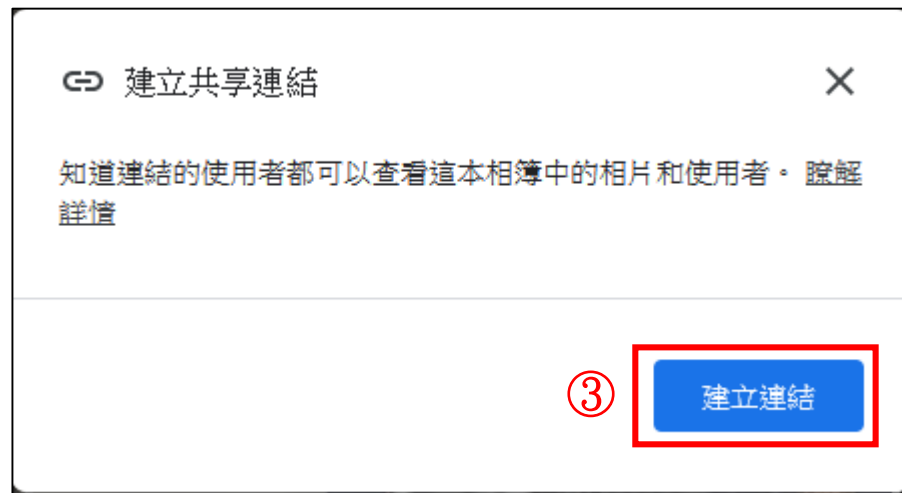 建立共享連結
知道連結的使用者都可以查看這本相簿中的相片和使用者。 瞭解
詳情
③ 建立連結